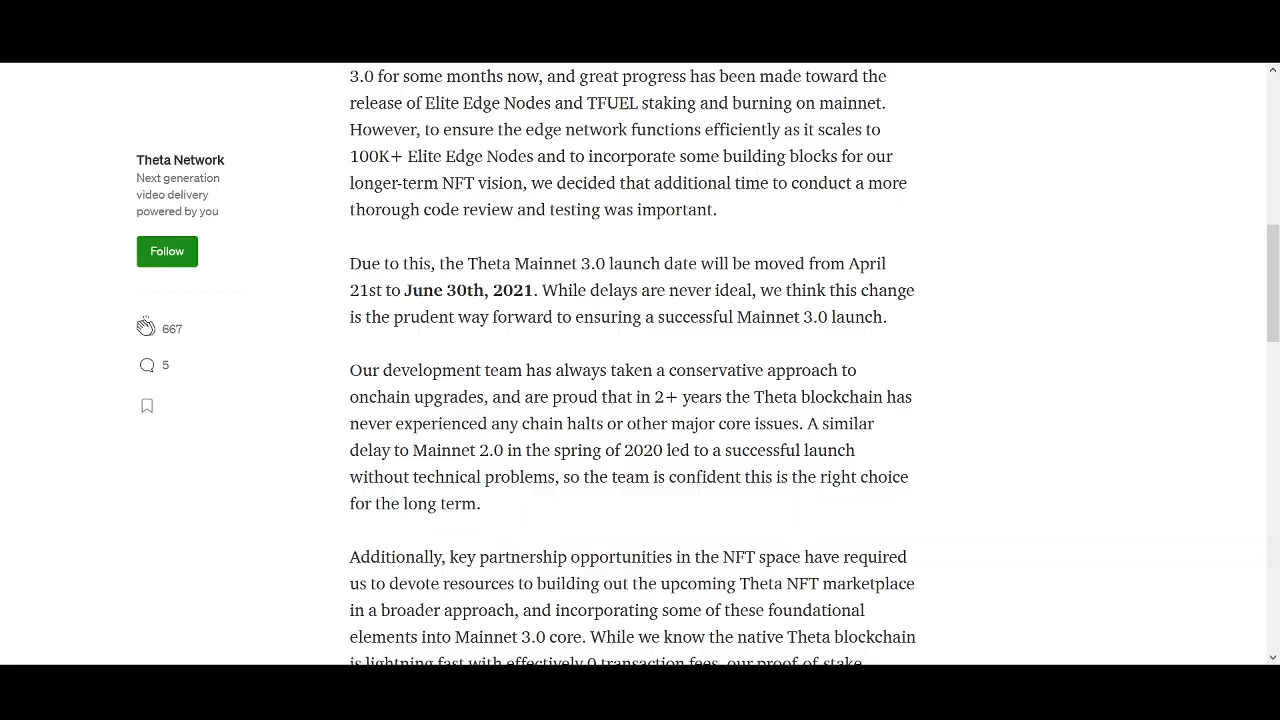 3.0 for some months now, and great progress has been made toward the
release of Elite Edge Nodes and TFUEL staking and burning on mainnet.
However, to ensure the edge network functions efficiently as it scales to
100K+ Elite Edge Nodes and to incorporate some building blocks for our
longer-term NFT vision, we decided that additional time to conduct a more
thorough code review and testing was important.
Theta Network
Next generation
video delivery
powered by you
Follow
667
5
Due to this, the Theta Mainnet 3.0 launch date will be moved from April
21st to June 30th, 2021. While delays are never ideal, we think this change
is the prudent way forward to ensuring a successful Mainnet 3.0 launch.
Our development team has always taken a conservative approach to
onchain upgrades, and are proud that in 2+ years the Theta blockchain has
never experienced any chain halts or other major core issues. A similar
delay to Mainnet 2.0 in the spring of 2020 led to a successful launch
without technical problems, so the team is confident this is the right choice
for the long term.
Additionally, key partnership opportunities in the NFT space have required
us to devote resources to building out the upcoming Theta NFT marketplace
in a broader approach, and incorporating some of these foundational
elements into Mainnet 3.0 core. While we know the native Theta blockchain
is lightning fast with effectively 0 transaction fees, our proof-of-stake